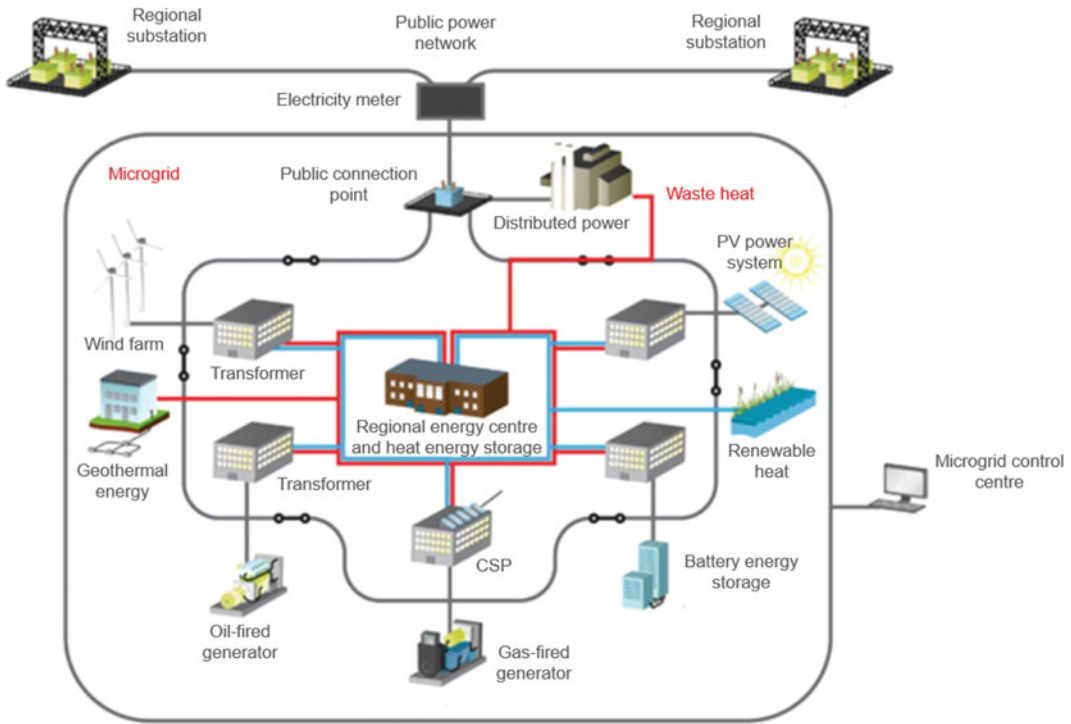 Regional
substation
Public power
network
Regional
substation
Electricity meter
Microgrid
Public connection
point
Waste heat
Distributed power
PV power
system
Wind farm
Transformer
Regional energy centre
and heat energy storage
Geothermal
energy
Transformer
Renewable
heat
Microgrid control
centre
CSP
Battery energy
storage
Oil-fired
generator
Gas-fired
generator